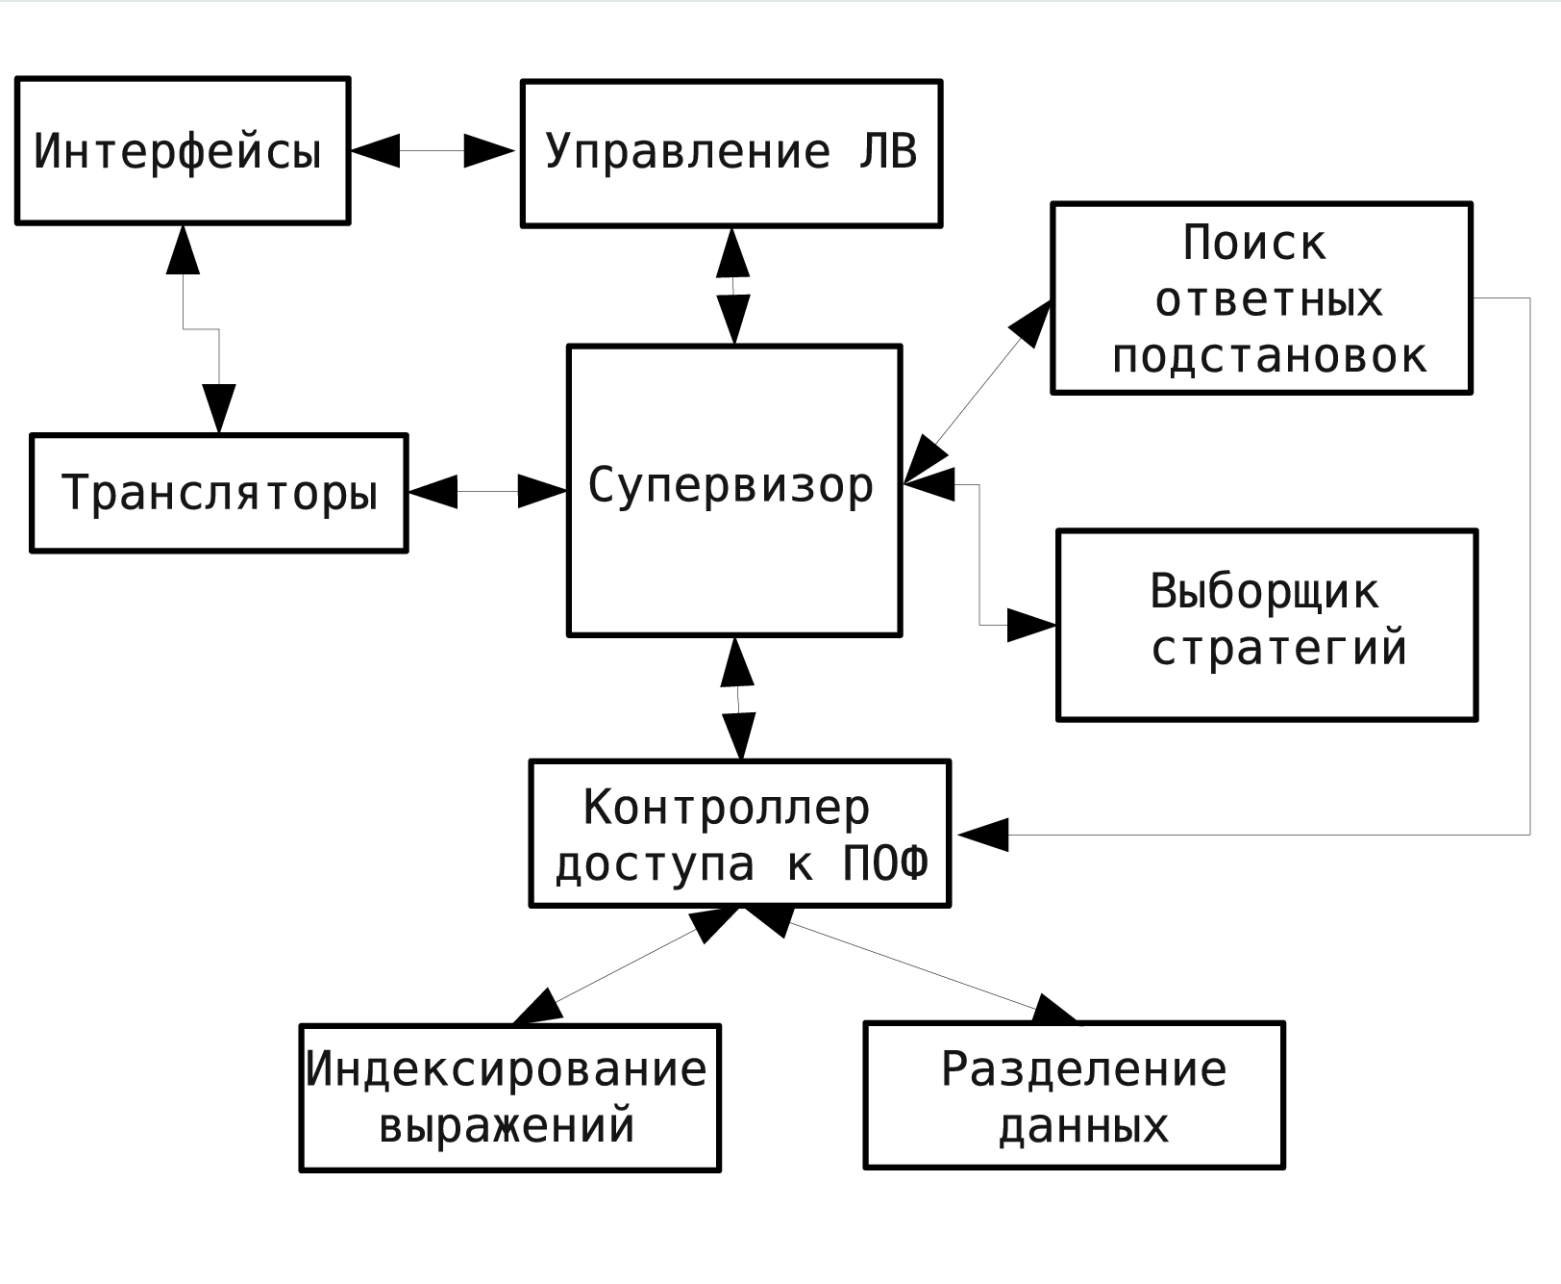 Интерфейсы
Управление ЛВ
Поиск
ответных
подстановок
Трансляторы
Супервизор
Выборщик
стратегий
Контроллер
доступа к ПОФ
Индексирование
выражений
Разделение
данных